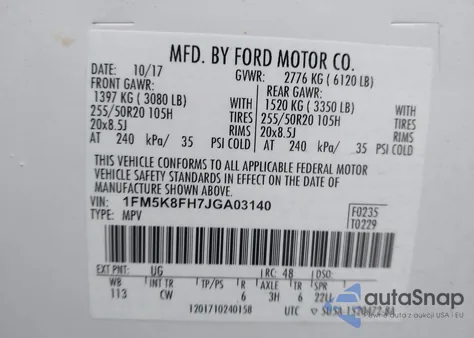 MFD. BY FORD MOTOR CO.
DATE: 10/17 GVWR: 2776 KG ( 6120 LB)
FRONT GAWR: REAR GAWR:
1397 KG ( 3080 LB) WITH 1520 KG ( 3350 LB) WITH
255/50R20 105H TIRES 255/50R20 105H TIRES
20x8.5J RIMS 20x8.5J RIMS
AT 240 kPa/ 35 PSI COLD AT 240 kPa/ 35 PSI COLD
THIS VEHICLE CONFORMS TO ALL APPLICABLE FEDERAL MOTOR
VEHICLE SAFETY STANDARDS IN EFFECT ON THE DATE OF
MANUFACTURE SHOWN ABOVE.
VIN: 1FM5K8FH7JGA03140 F0235
TYPE: MPV T0229
EXT PNT: UG RC: 48 DSO:
WB INT TR TP/PS R AXLE TR SPR
113 CW 6 3H 6 22LL
1201710240158 UTC
autoSnap